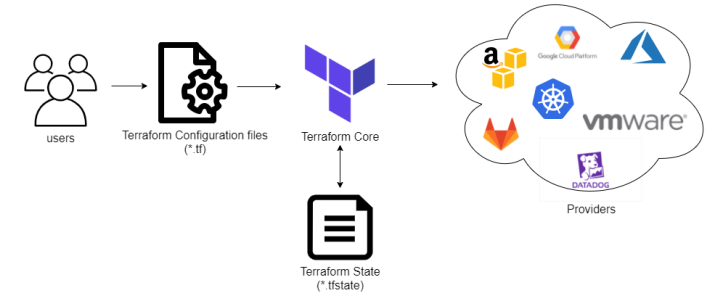 users
Terraform Configuration files
(*.tf)
Terraform Core
Terraform State
(*.tfstate)
a
Google Cloud Platform
vmware®
DATADOG
Providers